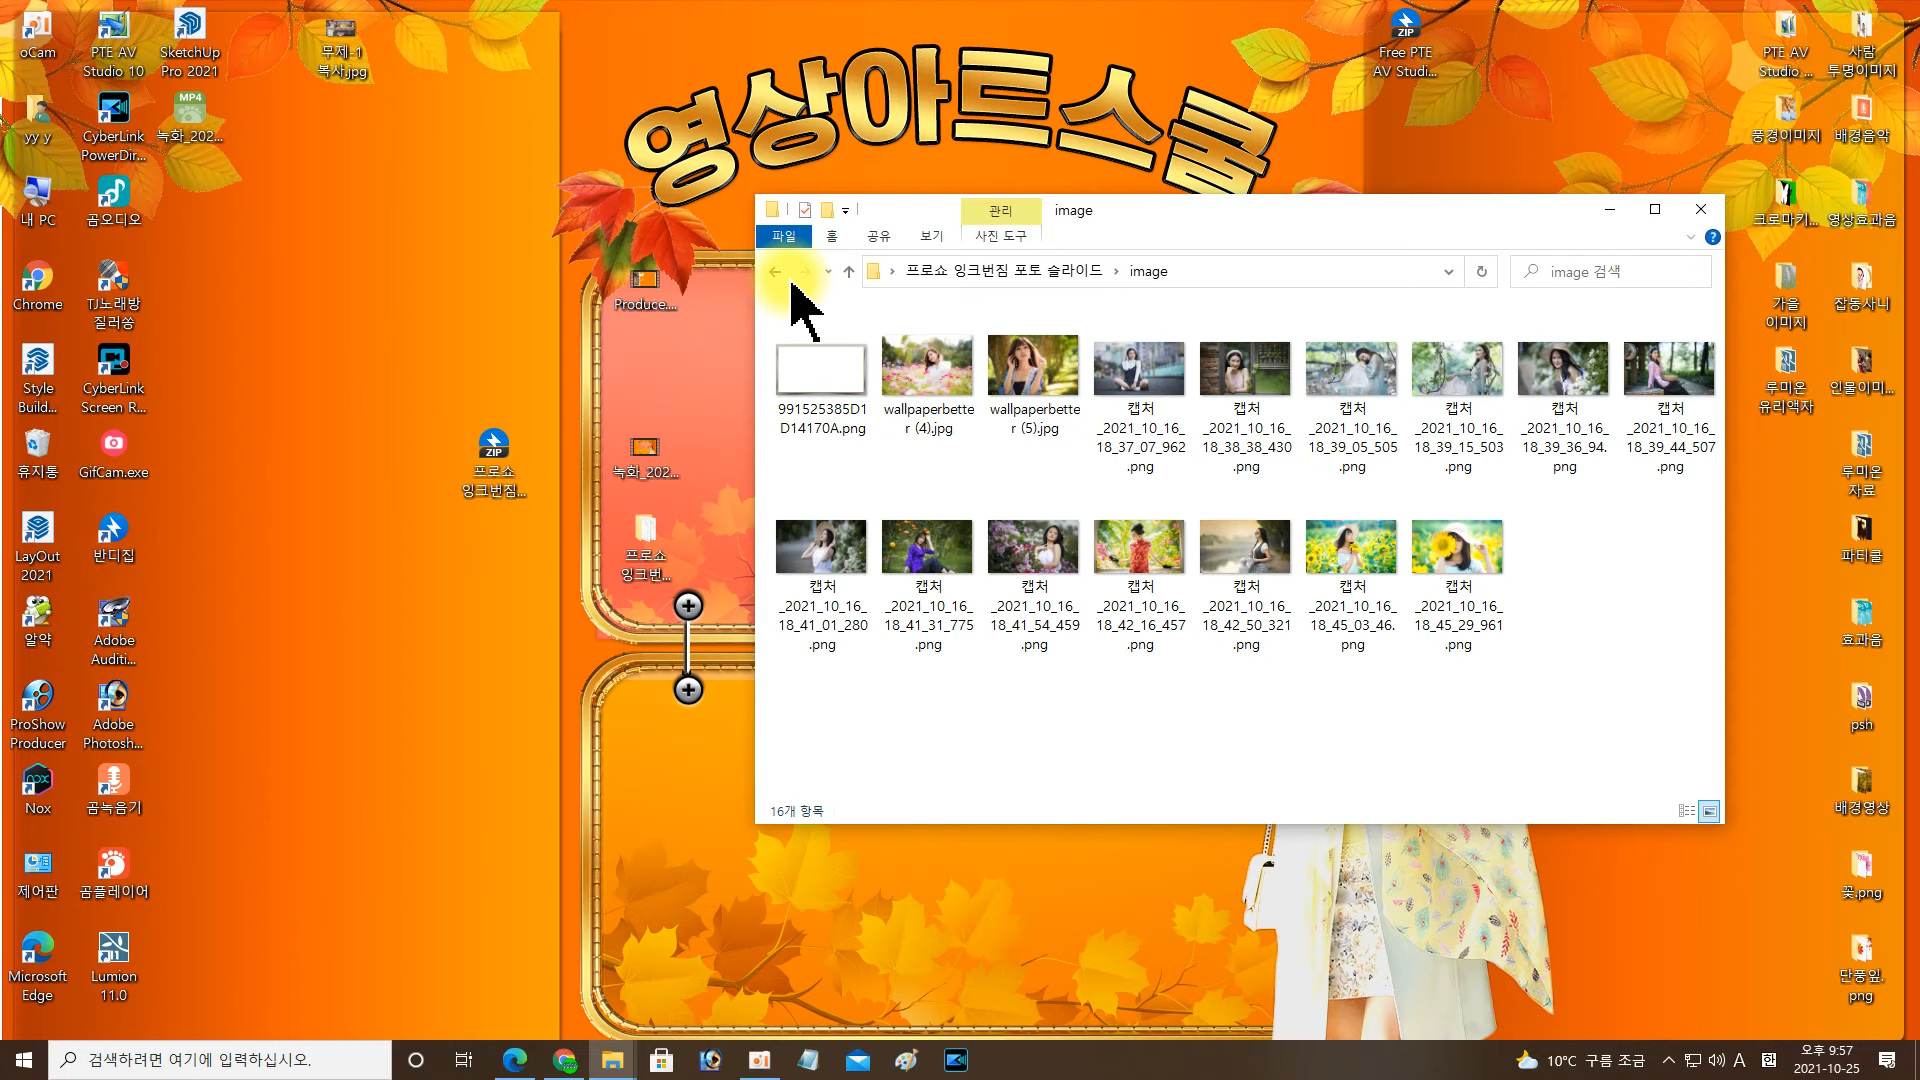 oCam
PTE AV
Studio 10
SketchUp
Pro 2021
무제-1
복사.jpg
yy y
CyberLink
PowerDir...
MP4
녹화_202...
내 PC
곰오디오
Chrome
TJ노래방
질러쏭
Style
Build...
CyberLink
Screen R...
휴지통
GifCam.exe
LayOut
2021
반디집
알약
Adobe
Auditi...
ProShow
Producer
Adobe
Photosh...
Nox
곰녹음기
제어판
곰플레이어
Microsoft
Edge
Lumion
11.0
ZIP
프로쇼
잉크번짐...
영상아트스쿨
Produce....
녹화_202...
프로쇼
잉크번...
관리
image
파일
홈
공유
보기
사진 도구
프로쇼 잉크번짐 포토 슬라이드 › image
image 검색
991525385D1
D14170A.png
wallpaperbette
r (4).jpg
wallpaperbette
r (5).jpg
캡처
_2021_10_16_
18_37_07_962
.png
캡처
_2021_10_16_
18_38_38_430
.png
캡처
_2021_10_16_
18_39_05_505
.png
캡처
_2021_10_16_
18_39_15_503
.png
캡처
_2021_10_16_
18_39_36_94.
png
캡처
_2021_10_16_
18_39_44_507
.png
캡처
_2021_10_16_
18_41_01_280
.png
캡처
_2021_10_16_
18_41_31_775
.png
캡처
_2021_10_16_
18_41_54_459
.png
캡처
_2021_10_16_
18_42_16_457
.png
캡처
_2021_10_16_
18_42_50_321
.png
캡처
_2021_10_16_
18_45_03_46.
png
캡처
_2021_10_16_
18_45_29_961
.png
16개 항목
ZIP
Free PTE
AV Studi...
PTE AV
Studio ...
사람
투명이미지
풍경이미지
배경음악
크로마키...
영상효과음
가을
이미지
잡동사니
루미온
유리액자
인물이미...
루미온
자료
파티클
효과음
psh
배경영상
꽃.png
단풍잎.
png
검색하려면 여기에 입력하십시오.
10°C 구름 조금
A
한
오후 9:57
2021-10-25